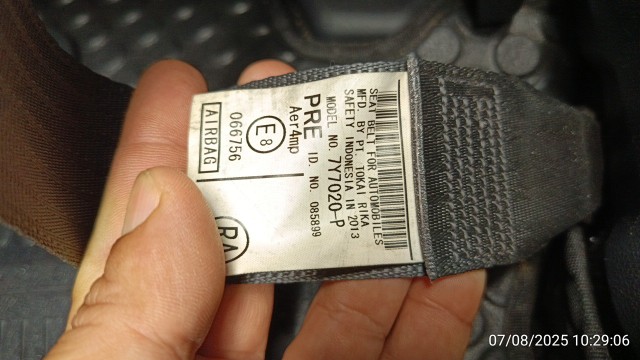 SEAT BELT FOR AUTOMOBILES
MFD. BY PT. TOKAI RIKA
SAFETY INDONESIA IN 2013
MODEL NO. 7Y7020-P
PRE ID. NO. 085899
Aer4mp
E8
066756
AIRBAG
RA
07/08/2025 10:29:06